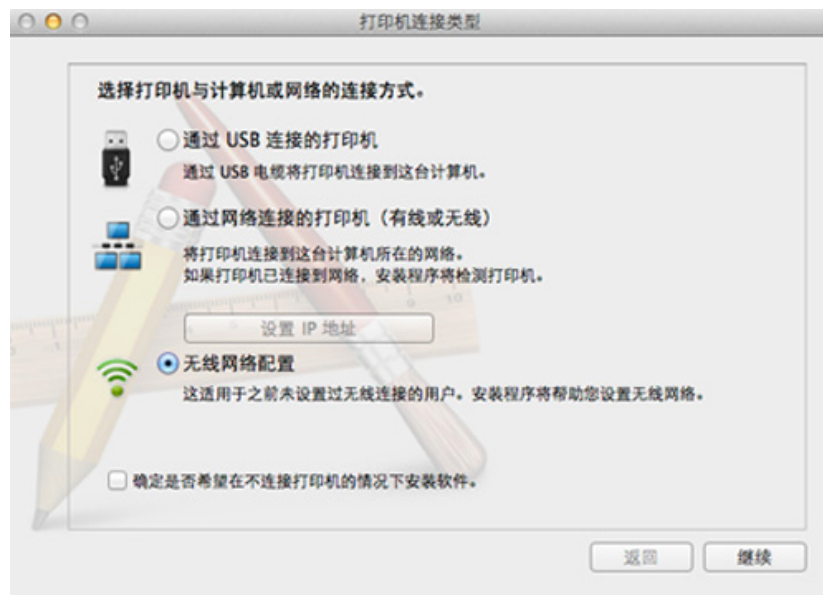 打印机连接类型
选择打印机与计算机或网络的连接方式。
通过 USB 连接的打印机
通过 USB 电缆将打印机连接到这台计算机。
通过网络连接的打印机（有线或无线）
将打印机连接到这台计算机所在的网络。
如果打印机已连接到网络，安装程序将检测打印机。
设置 IP 地址
无线网络配置
这适用于之前未设置过无线连接的用户。安装程序将帮助您设置无线网络。
确定是否希望在不连接打印机的情况下安装软件。
返回
继续